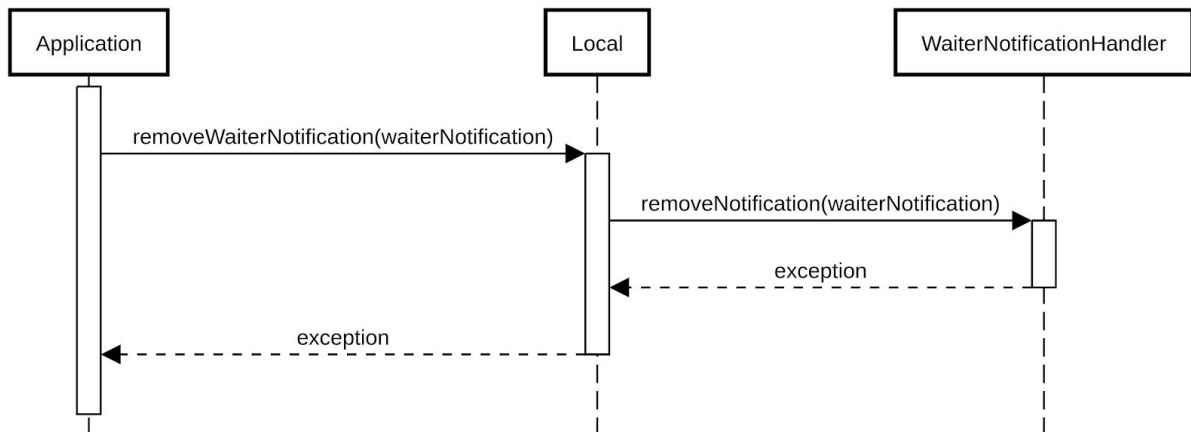 Application
Local
WaiterNotificationHandler
removeWaiterNotification(waiterNotification)
removeNotification(waiterNotification)
exception
exception